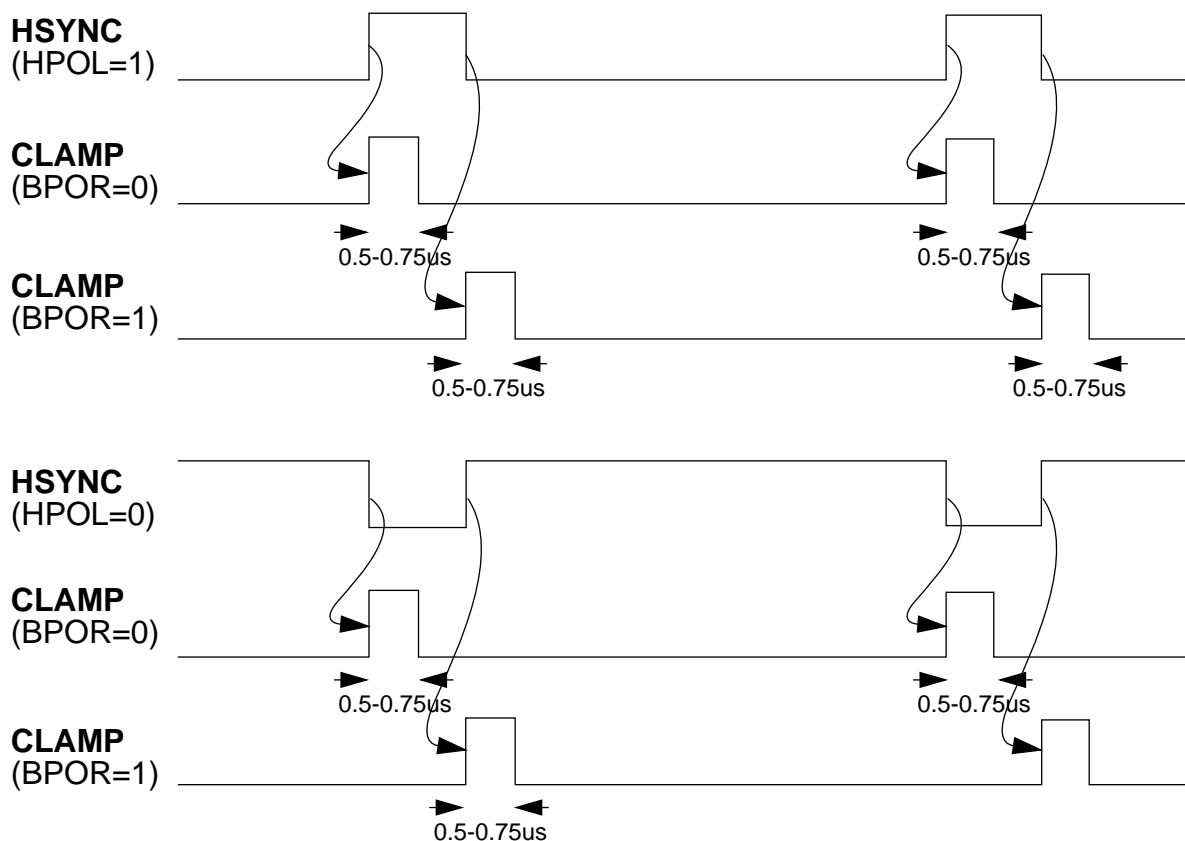 HSYNC
(HPOL=1)
CLAMP
(BPOR=0)
0.5-0.75us
0.5-0.75us
CLAMP
(BPOR=1)
0.5-0.75us
0.5-0.75us
HSYNC
(HPOL=0)
CLAMP
(BPOR=0)
0.5-0.75us
0.5-0.75us
CLAMP
(BPOR=1)
0.5-0.75us